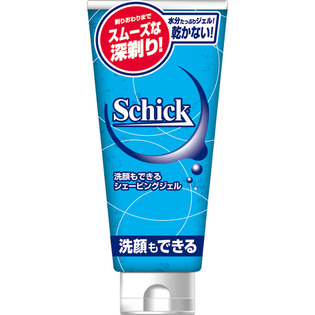 剃りおわりまで
スムーズな
深剃り!
水分たっぷりジェル!
乾かない!
Schick
洗顔もできる
シェービングジェル
洗顔もできる